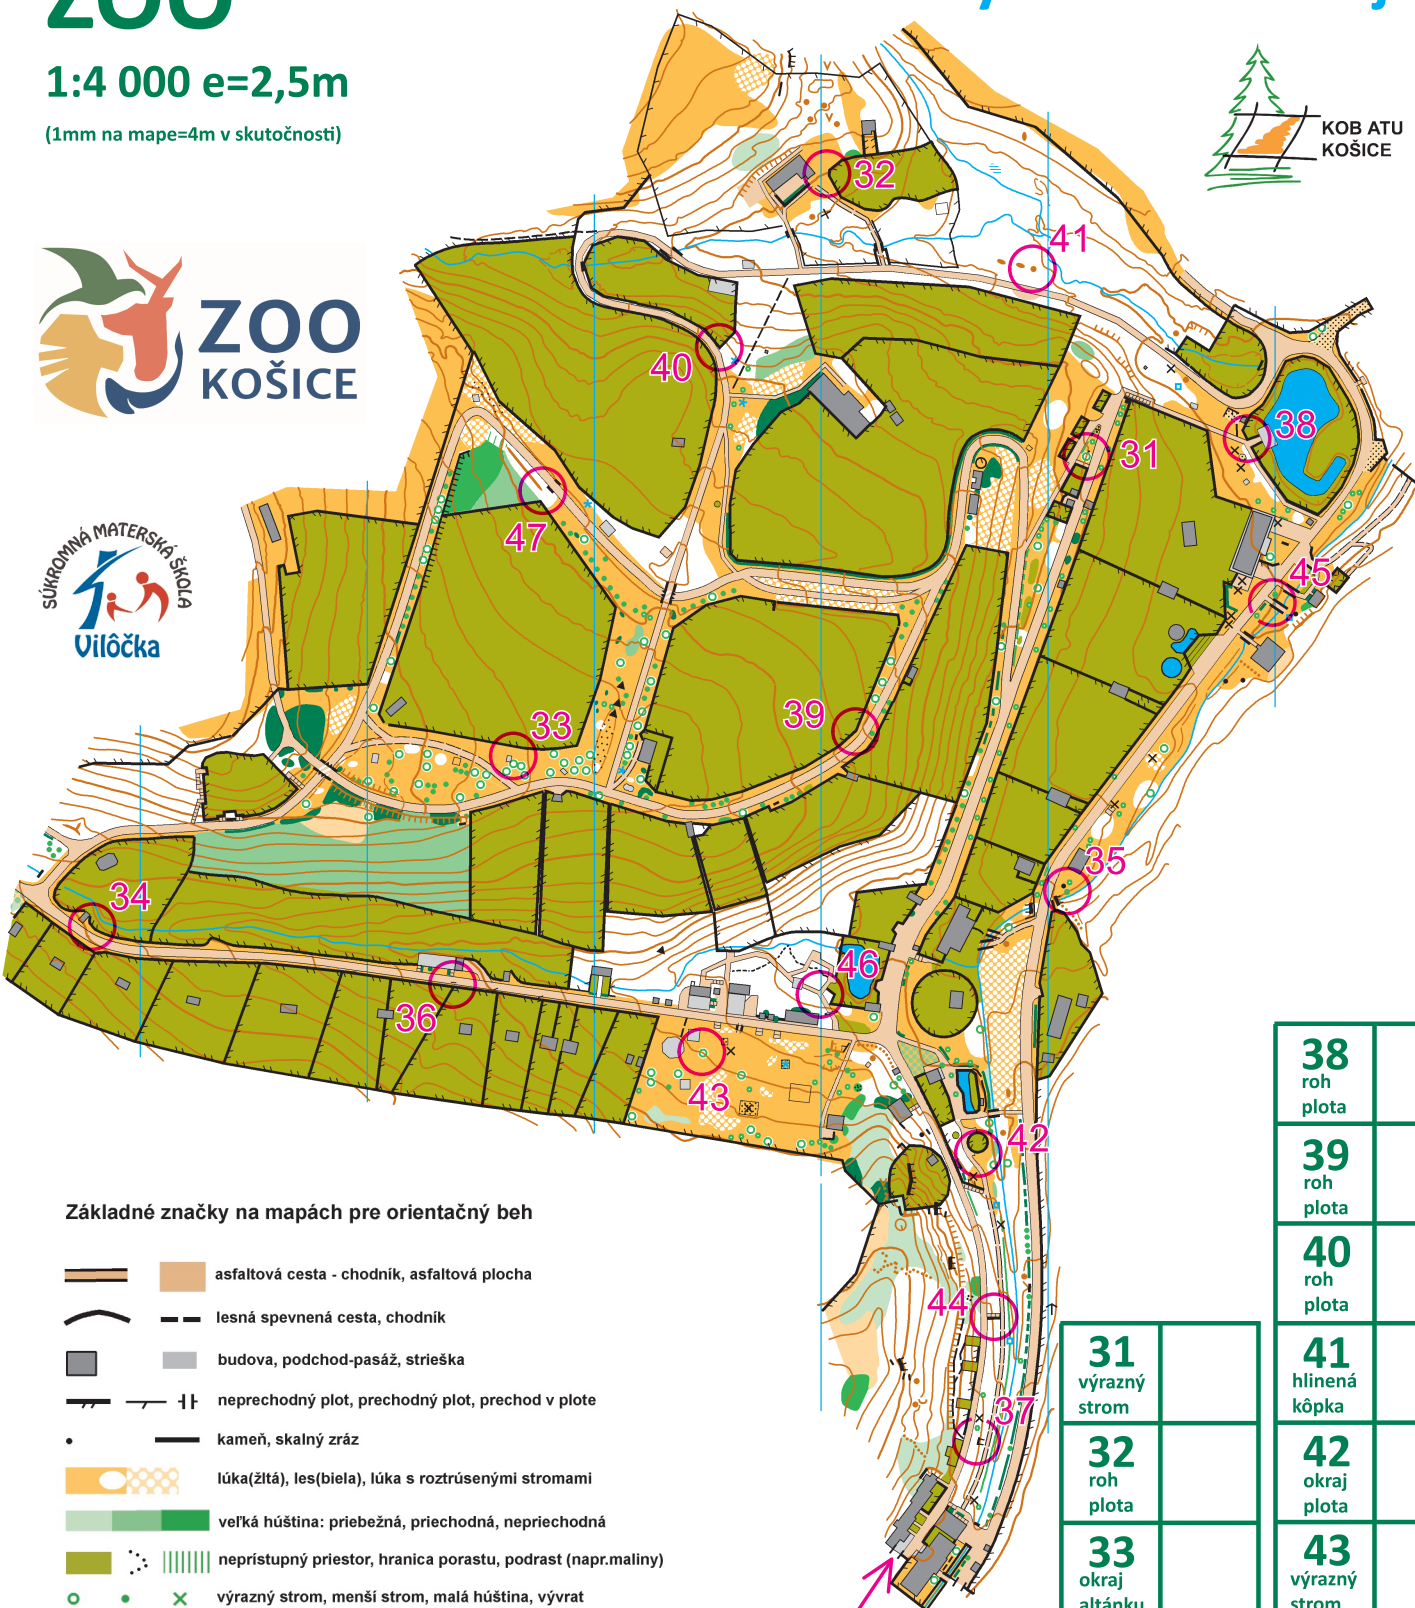 ZOO
1:4 000 e=2,5m
(1mm na mape=4m v skutočnosti)
KOB ATU
KOŠICE
ZOO
KOŠICE
SÚKROMNÁ MATERSKÁ ŠKOLA
Vilôčka
32
41
40
38
31
47
45
39
33
35
34
46
36
43
42
44
37
Základné značky na mapách pre orientačný beh
asfaltová cesta - chodník, asfaltová plocha
lesná spevnená cesta, chodník
budova, podchod-pasáž, strieška
neprechodný plot, prechodný plot, prechod v plote
kameň, skalný zráz
lúka(žltá), les(biela), lúka s roztrúsenými stromami
veľká húština: priebežná, priechodná, nepriechodná
neprístupný priestor, hranica porastu, podrast (napr.maliny)
výrazný strom, menší strom, malá húština, vývrat
31
výrazný
strom
32
roh
plota
33
okraj
altánku
38
roh
plota
39
roh
plota
40
roh
plota
41
hlinená
kôpka
42
okraj
plota
43
výrazný
strom